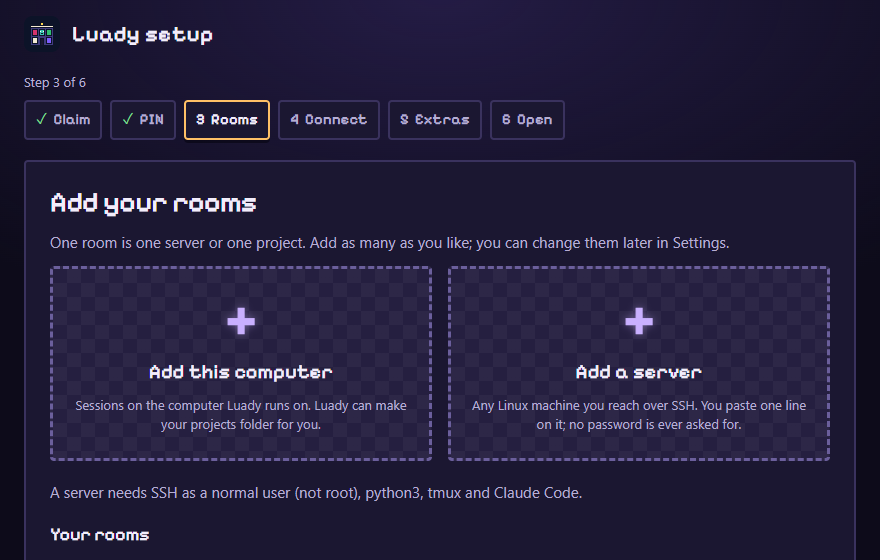 Luady setup
Step 3 of 6
✓ Claim
✓ PIN
3 Rooms
4 Connect
5 Extras
6 Open
Add your rooms
One room is one server or one project. Add as many as you like; you can change them later in Settings.
Add this computer
Sessions on the computer Luady runs on. Luady can make
your projects folder for you.
Add a server
Any Linux machine you reach over SSH. You paste one line
on it; no password is ever asked for.
A server needs SSH as a normal user (not root), python3, tmux and Claude Code.
Your rooms